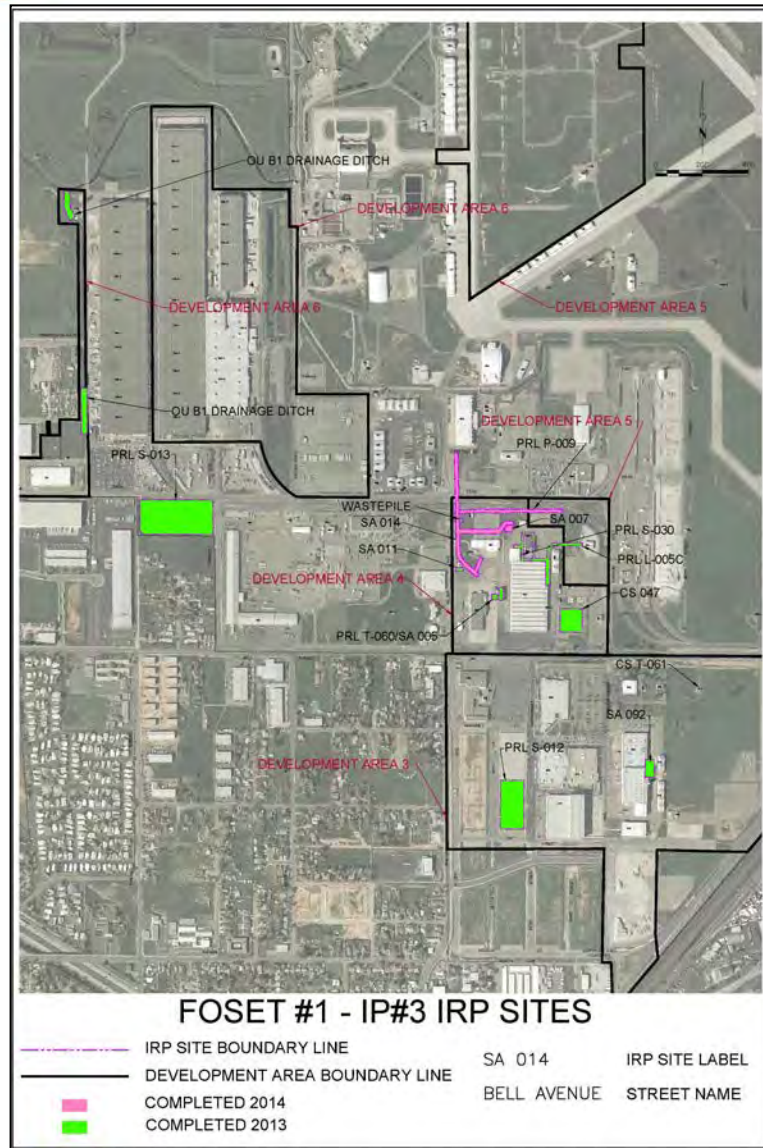 OU B1 DRAINAGE DITCH
DEVELOPMENT AREA 6
DEVELOPMENT AREA 6
DEVELOPMENT AREA 5
OU B1 DRAINAGE DITCH
DEVELOPMENT AREA 5
PRL P-009
PRL S-013
WASTEPILE
SA 007
SA 014
PRL S-030
SA 011
PRL L-005C
DEVELOPMENT AREA 4
CS 047
PRL T-060/SA 006
CS T-061
SA 092
PRL S-012
DEVELOPMENT AREA 3
FOSET #1 - IP#3 IRP SITES
IRP SITE BOUNDARY LINE
SA 014 IRP SITE LABEL
DEVELOPMENT AREA BOUNDARY LINE
BELL AVENUE STREET NAME
COMPLETED 2014
COMPLETED 2013